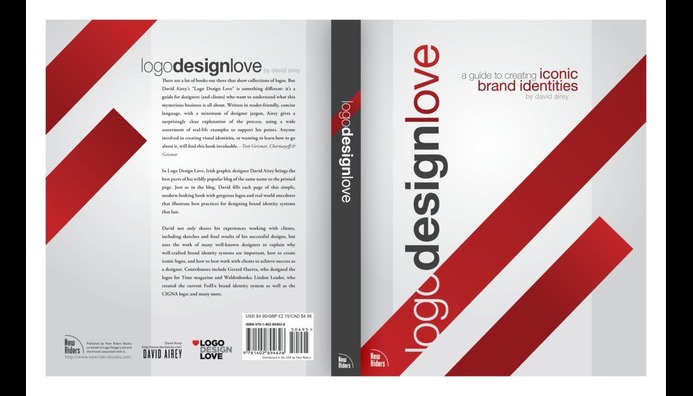 logodesignlove by david airey
There are a lot of books out there that show collections of logos. But
David Airey's "Logo Design Love" is something different: it's a
guide for designers (and clients) who want to understand what this
mysterious business is all about. Written in reader-friendly, concise
language, with a minimum of designer jargon, Airey gives a
surprisingly clear explanation of the process, using a wide
assortment of real-life examples to support his points. Anyone
involved in creating visual identities, or wanting to learn how to go
about it, will find this book invaluable. - Tom Geismar, Chermayeff &
Geismar
In Logo Design Love, Irish graphic designer David Airey brings the
best parts of his wildly popular blog of the same name to the printed
page. Just as in the blog, David fills each page of this simple,
modern-looking book with gorgeous logos and real world anecdotes
that illustrate best practices for designing brand identity systems
that last.
David not only shares his experiences working with clients,
including sketches and final results of his successful designs, but
uses the work of many well-known designers to explain why
well-crafted brand identity systems are important, how to create
iconic logos, and how to best work with clients to achieve success as
a designer. Contributors include Gerard Huerta, who designed the
logos for Time magazine and Waldenbooks; Lindon Leader, who
created the current FedEx brand identity system as well as the
CIGNA logo and many more.
New
Riders
Published by New Riders Books
http://www.newridersbooks.com
David Airey
DAVID AIREY
LOGO
DESIGN
LOVE
USD $4.95/GBP £2.75/CAD $4.95
logodesignlove
New
Riders
logodesignlove
a guide to creating iconic
brand identities
by david airey
New
Riders